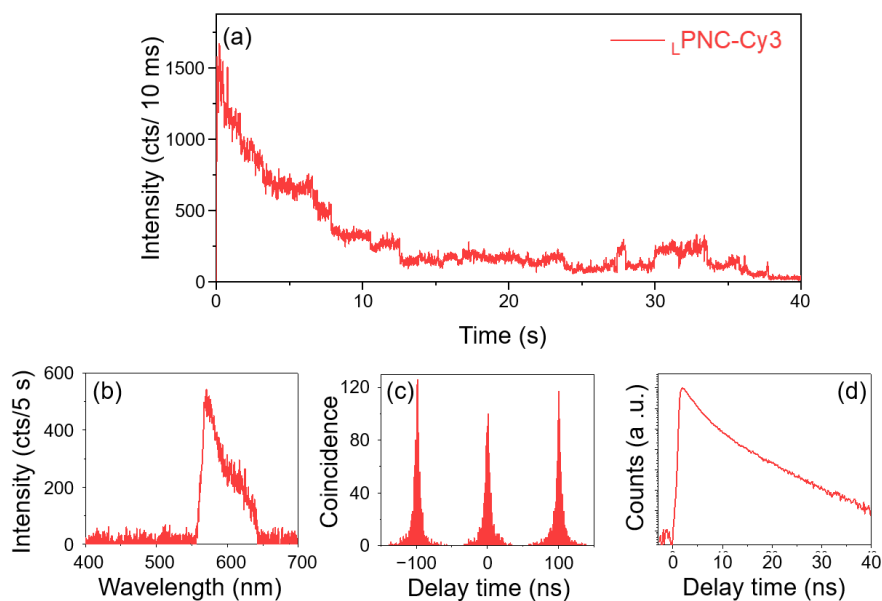 (a)
LPNC-Cy3
Intensity (cts/ 10 ms)
1500
1000
500
0
0 10 20 30 40
Time (s)
(b)
Intensity (cts/5 s)
600
400
200
0
400 500 600 700
Wavelength (nm)
(c)
Coincidence
120
80
40
0
−100 0 100
Delay time (ns)
(d)
Counts (a .u.)
0 10 20 30 40
Delay time (ns)